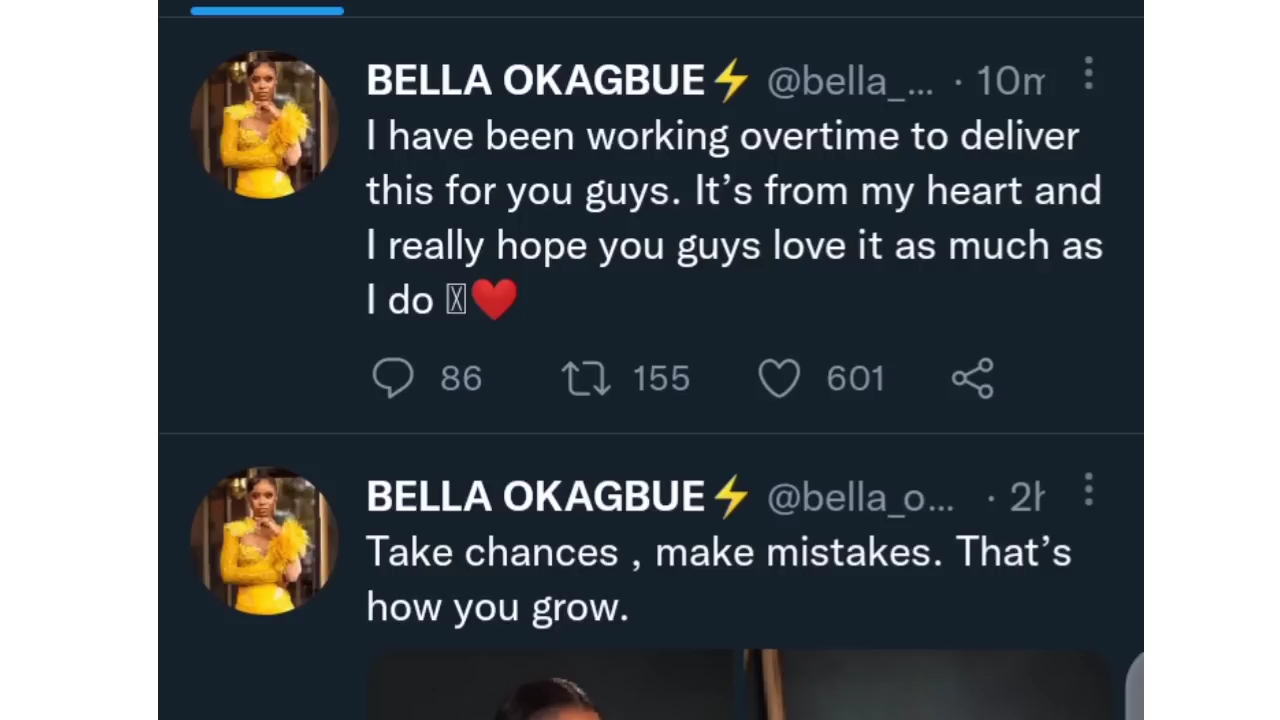 BELLA OKAGBUE⚡ @bella_... · 10m
I have been working overtime to deliver
this for you guys. It’s from my heart and
I really hope you guys love it as much as
I do ❤️
86 155 601
BELLA OKAGBUE⚡ @bella_o... · 2h
Take chances , make mistakes. That’s
how you grow.